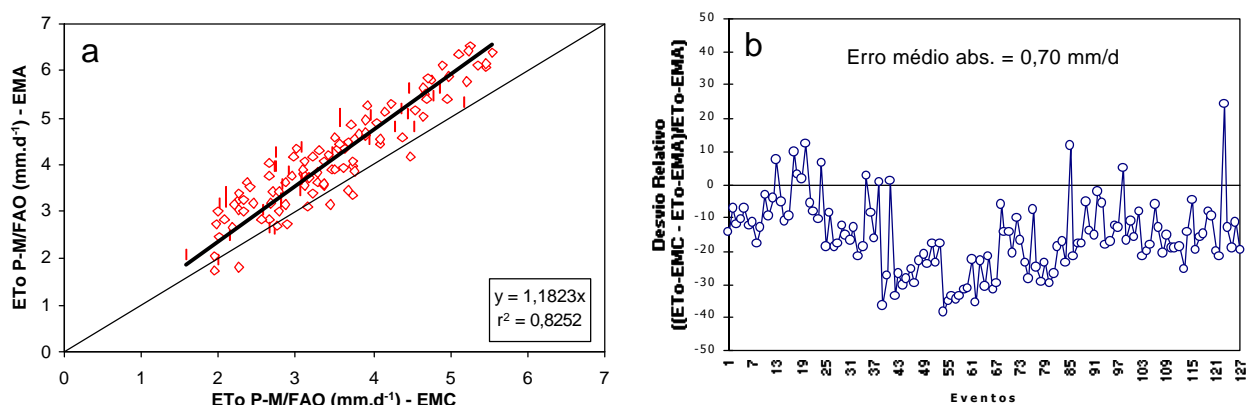 a
ETo P-M/FAO (mm.d-1) - EMA
7
6
5
4
3
2
1
0
y = 1,1823x
r² = 0,8252
0 1 2 3 4 5 6 7
ETo P-M/FAO (mm.d-1) - EMC
b
Erro médio abs. = 0,70 mm/d
Desvio Relativo
((ETo-EMC - ETo-EMA)/ETo-EMA)
50
40
30
20
10
0
-10
-20
-30
-40
-50
1 7 13 19 25 31 37 43 49 55 61 67 73 79 85 91 97 103 109 115 121 127
Eventos